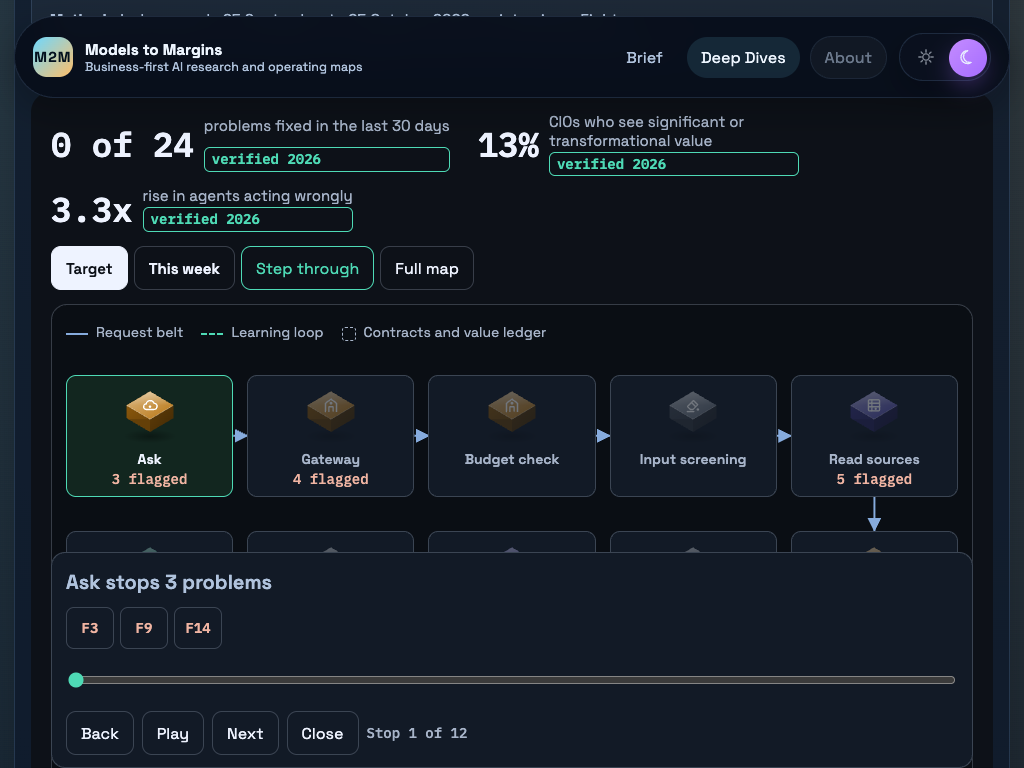 M2M
Models to Margins
Business-first AI research and operating maps
Brief
Deep Dives
About
0 of 24
problems fixed in the last 30 days
verified 2026
13%
CIOs who see significant or
transformational value
verified 2026
3.3x
rise in agents acting wrongly
verified 2026
Target
This week
Step through
Full map
Request belt
Learning loop
Contracts and value ledger
Ask
3 flagged
Gateway
4 flagged
Budget check
Input screening
Read sources
5 flagged
Ask stops 3 problems
F3
F9
F14
Back
Play
Next
Close
Stop 1 of 12